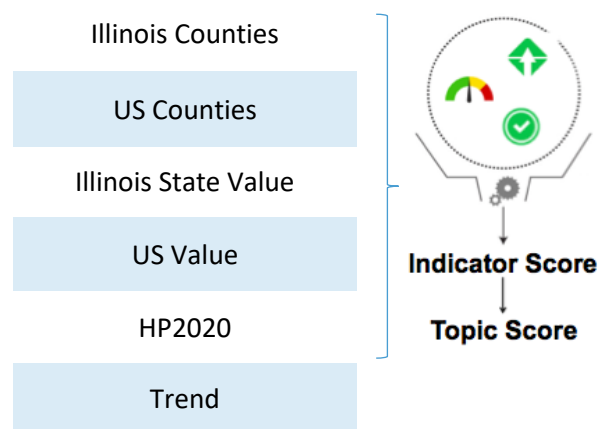 Illinois Counties
US Counties
Illinois State Value
US Value
HP2020
Trend
Indicator Score
Topic Score